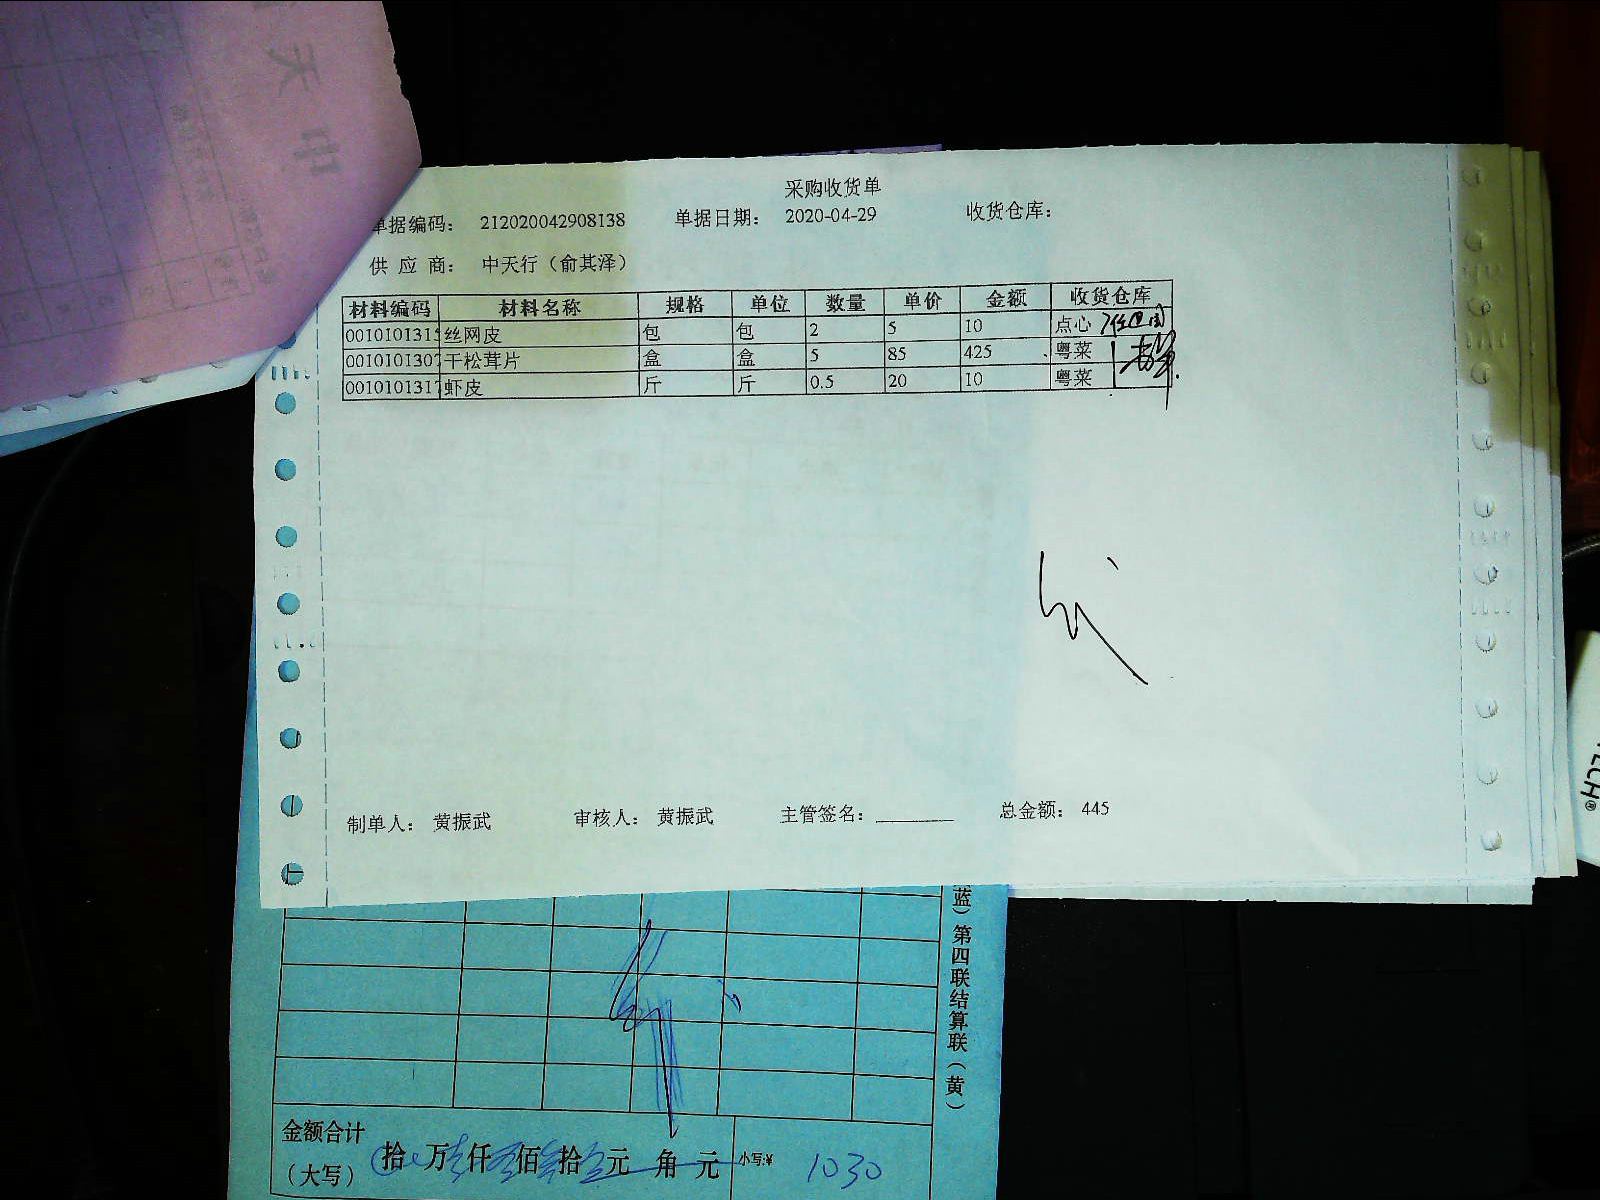 采购收货单
单据编码： 212020042908138 单据日期： 2020-04-29 收货仓库：
供 应 商： 中天行（俞其泽）
材料编码 材料名称 规格 单位 数量 单价 金额 收货仓库
001010131 丝网皮 包 包 2 5 10 点心
0010101307 干松茸片 盒 盒 5 85 425 粤菜
001010131 虾皮 斤 斤 0.5 20 10 粤菜
制单人： 黄振武 审核人： 黄振武 主管签名： 总金额： 445
蓝）第四联结算联（黄）
金额合计
（大写） 拾 万 仟 佰 拾 元 角 元 小写:¥ 1030
天
中